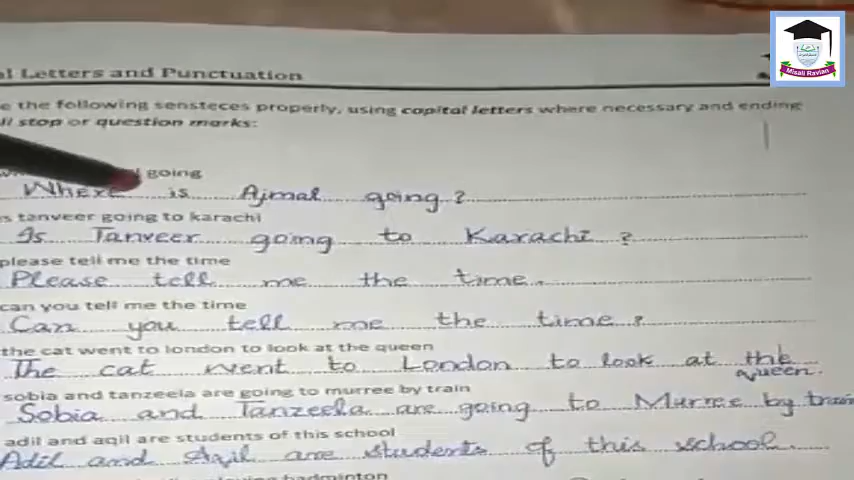 Misali Ravian
al Letters and Punctuation
e the following sensteces properly, using capital letters where necessary and ending
ll stop or question marks:
going
Where is Ajmal going ?
s tanveer going to karachi
Is Tanveer going to Karachi ?
please tell me the time
Please tell me the time .
can you tell me the time
Can you tell me the time ?
the cat went to london to look at the queen
The cat went to London to look at the
queen .
sobia and tanzeela are going to murree by train
Sobia and Tanzeela are going to Murree by train
adil and aqil are students of this school
Adil and Aqil are students of this school .
badminton